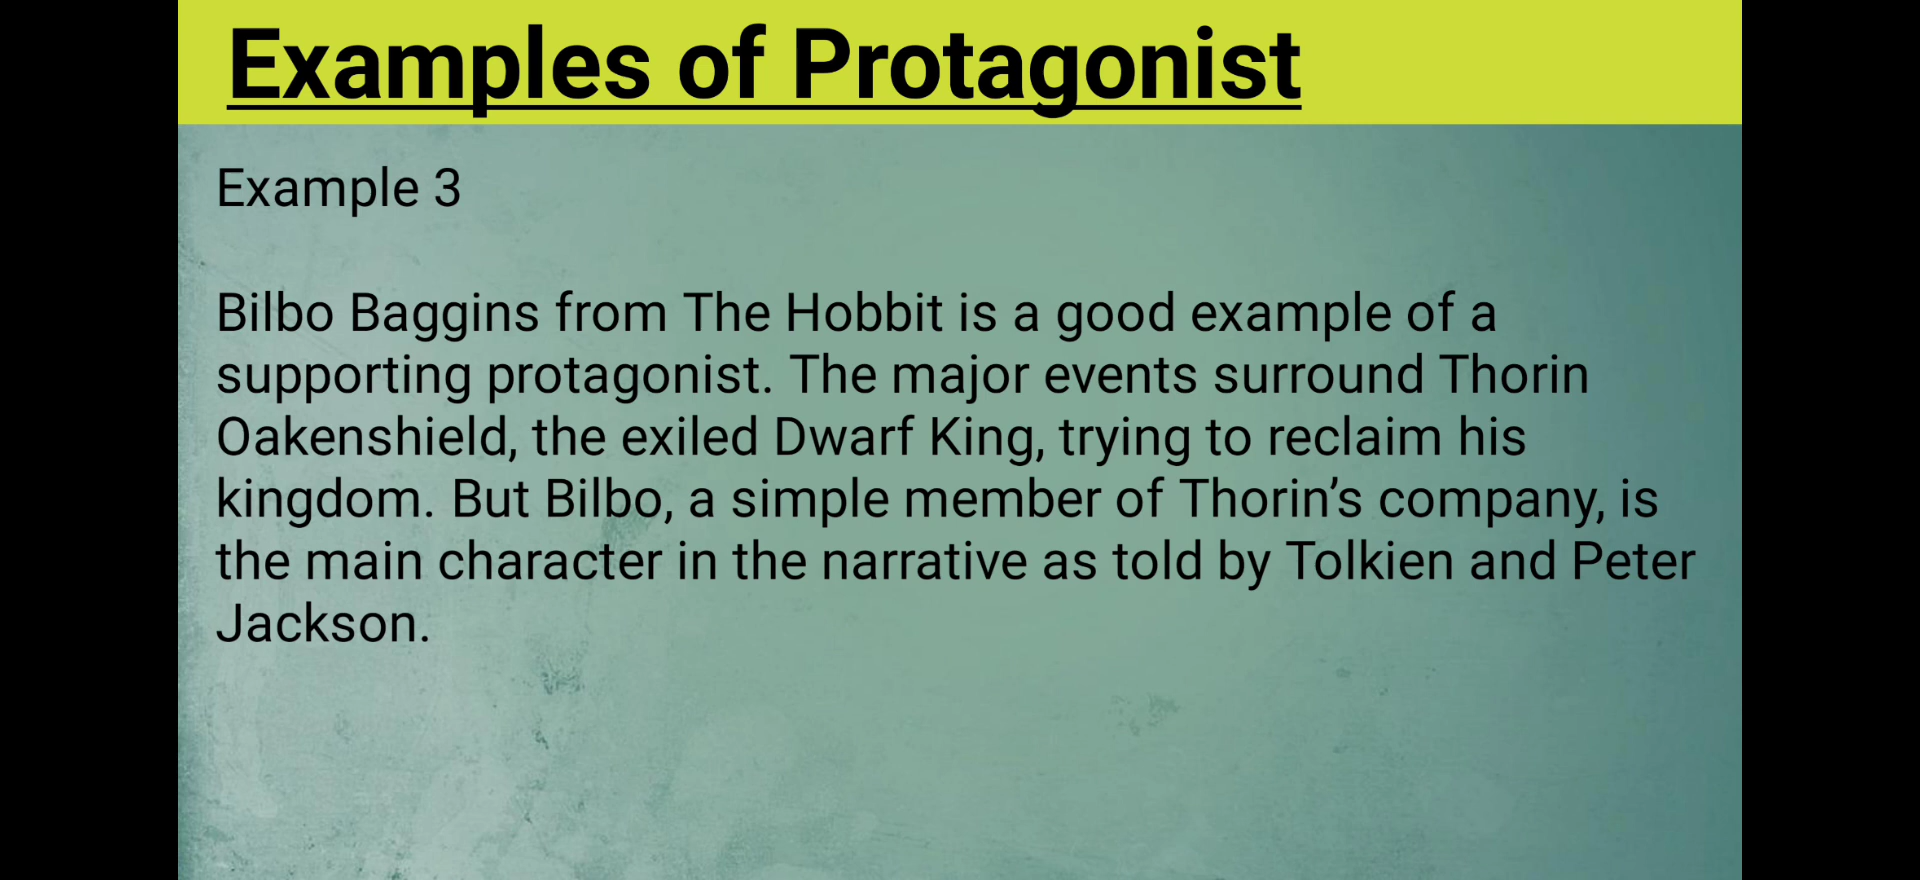 Examples of Protagonist
Example 3
Bilbo Baggins from The Hobbit is a good example of a
supporting protagonist. The major events surround Thorin
Oakenshield, the exiled Dwarf King, trying to reclaim his
kingdom. But Bilbo, a simple member of Thorin’s company, is
the main character in the narrative as told by Tolkien and Peter
Jackson.